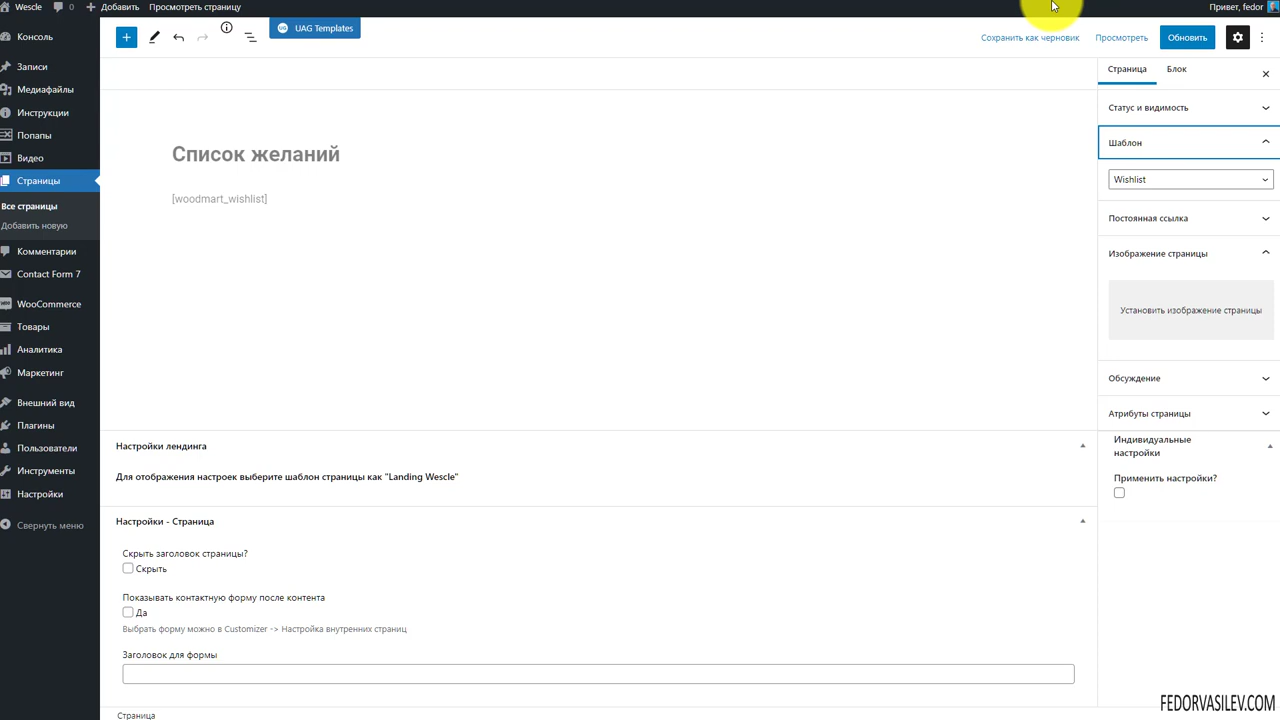 Wescle 0 Добавить Просмотреть страницу Привет, fedor
UAG Templates
Сохранить как черновик Просмотреть Обновить
Консоль
Записи
Медиафайлы
Инструкции
Попапы
Видео
Страницы
Все страницы
Добавить новую
Комментарии
Contact Form 7
WooCommerce
Товары
Аналитика
Маркетинг
Внешний вид
Плагины
Пользователи
Инструменты
Настройки
Свернуть меню
Список желаний
[woodmart_wishlist]
Настройки лендинга
Для отображения настроек выберите шаблон страницы как "Landing Wescle"
Настройки - Страница
Скрыть заголовок страницы?
Скрыть
Показывать контактную форму после контента
Да
Выбрать форму можно в Customizer -> Настройка внутренних страниц
Заголовок для формы
Страница
Страница Блок
Статус и видимость
Шаблон
Wishlist
Постоянная ссылка
Изображение страницы
Установить изображение страницы
Обсуждение
Атрибуты страницы
Индивидуальные
настройки
Применить настройки?
FEDORVASILEV.COM